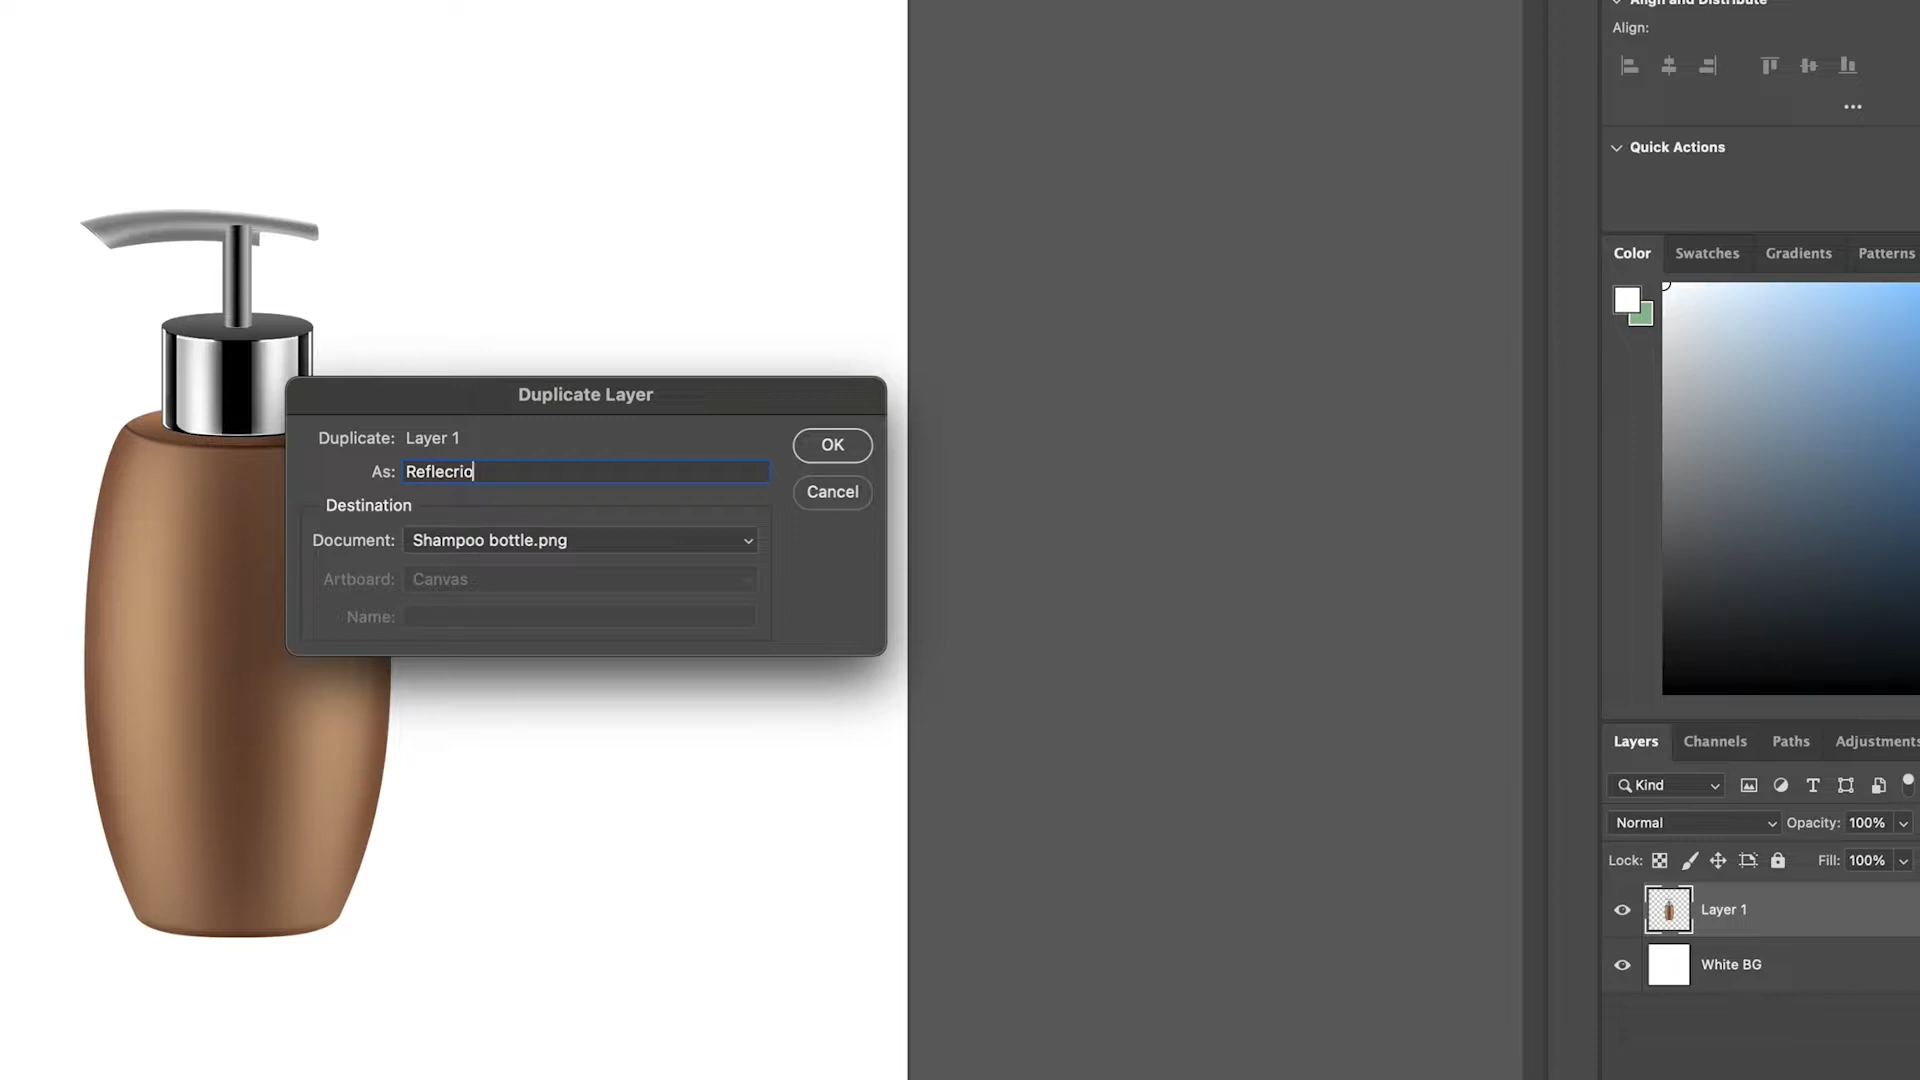 Align and Distribute
Align:
Quick Actions
Color Swatches Gradients Patterns
Duplicate Layer
Duplicate: Layer 1
As: Reflecrio
OK
Cancel
Destination
Document: Shampoo bottle.png
Artboard: Canvas
Name:
Layers Channels Paths Adjustments
Kind
Normal Opacity: 100%
Lock: Fill: 100%
Layer 1
White BG